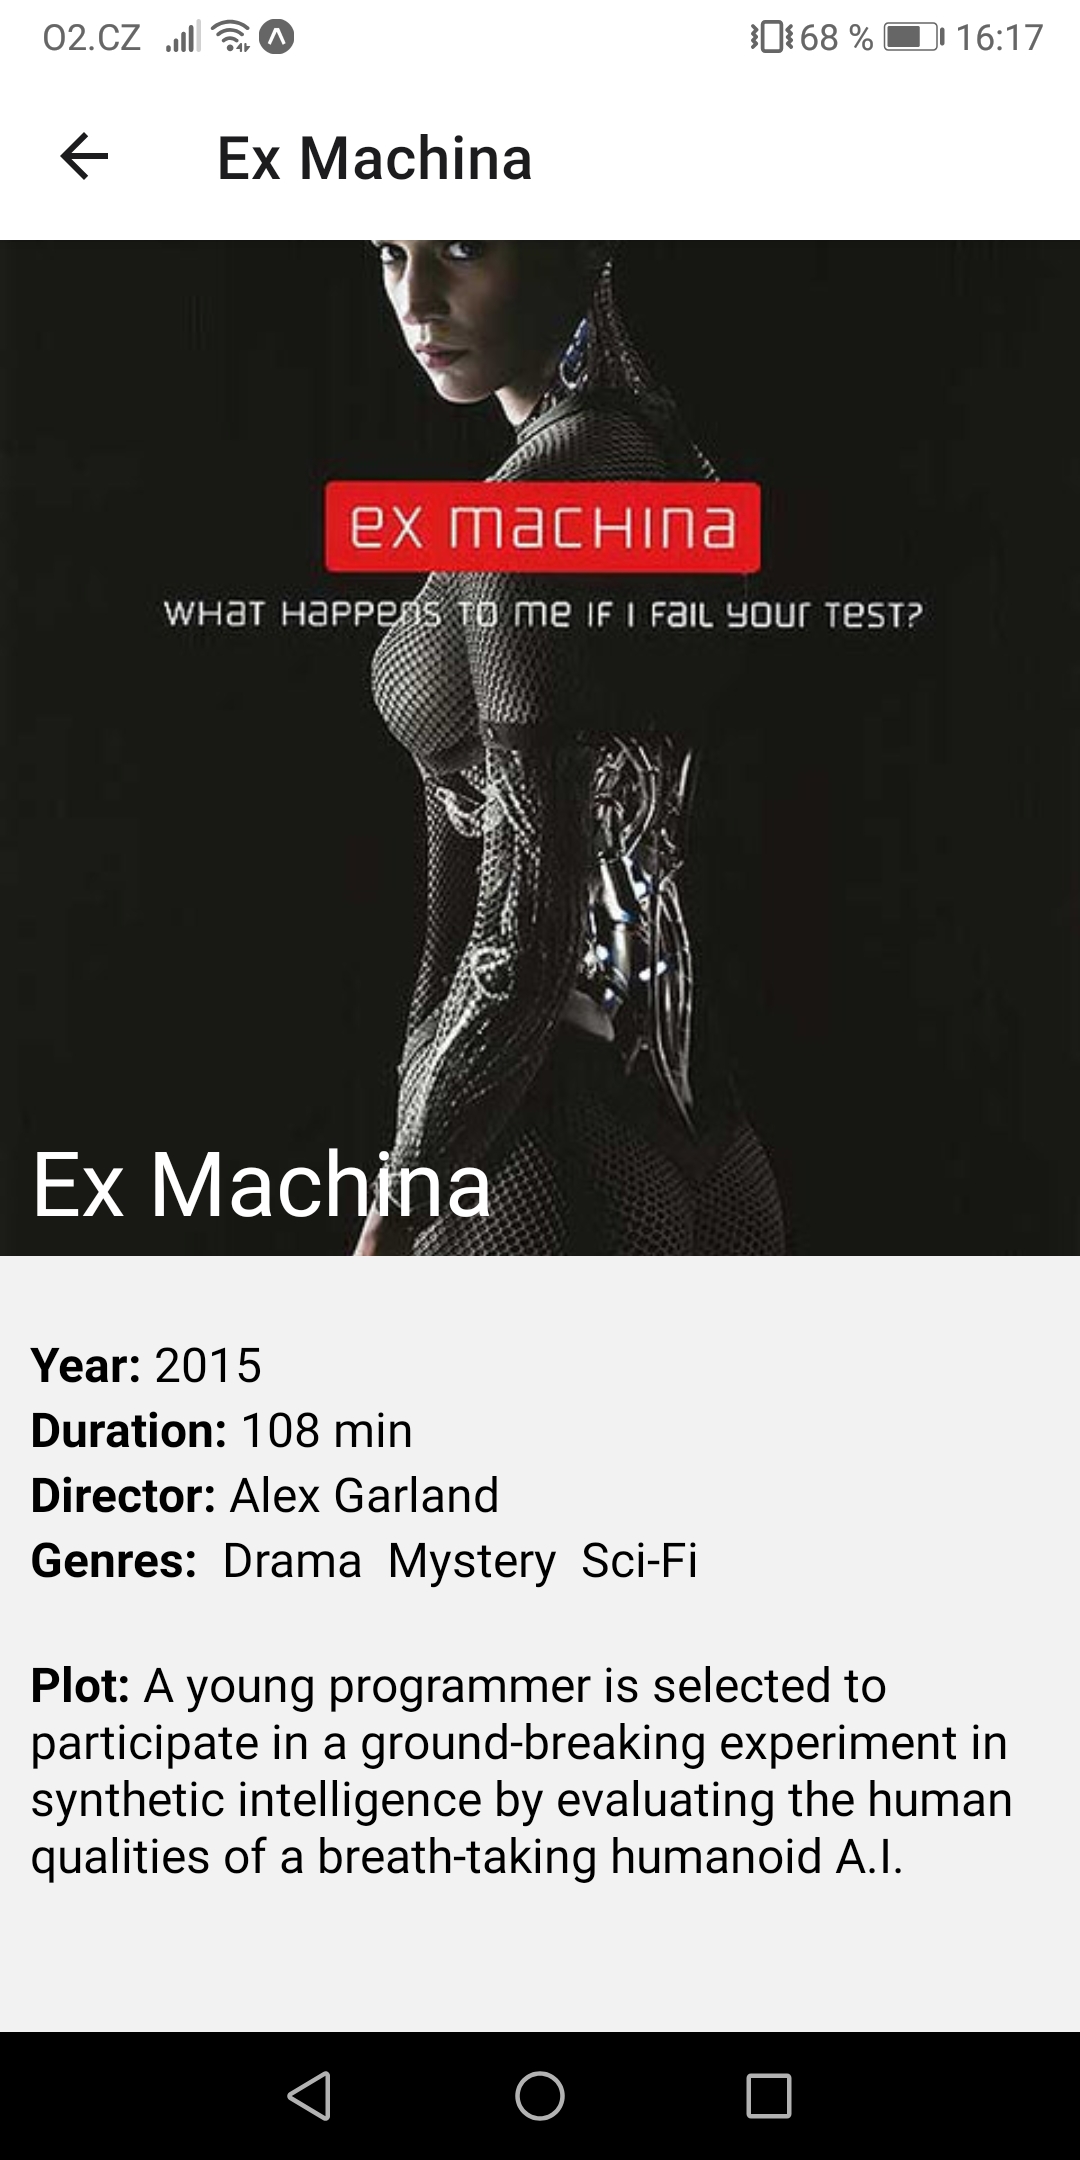 O2.CZ 68 % 16:17
Ex Machina
ex machina
WHAT HAPPENS TO ME IF I FAIL YOUR TEST?
Ex Machina
Year: 2015
Duration: 108 min
Director: Alex Garland
Genres: Drama Mystery Sci-Fi
Plot: A young programmer is selected to
participate in a ground-breaking experiment in
synthetic intelligence by evaluating the human
qualities of a breath-taking humanoid A.I.